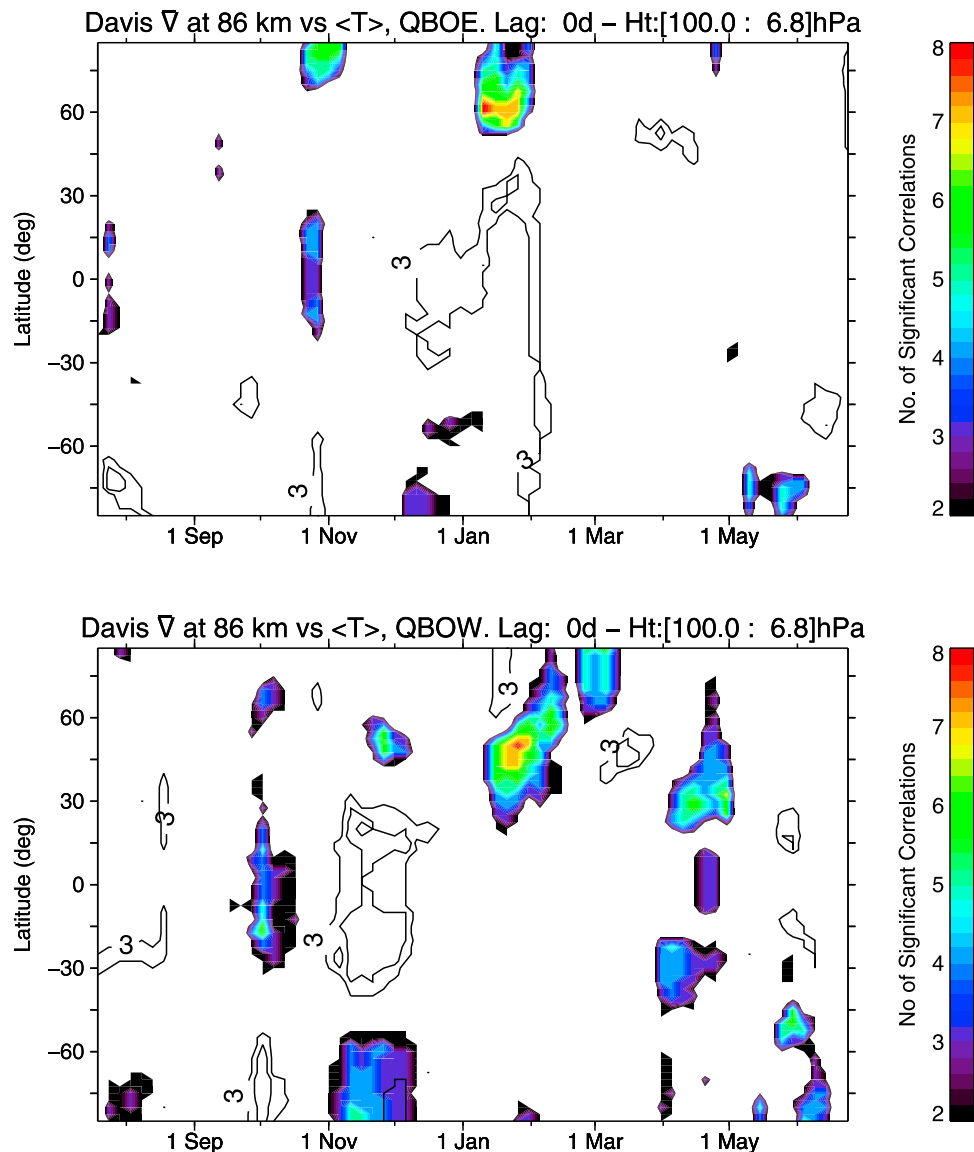 Davis ∇ at 86 km vs <T>, QBOE. Lag: 0d – Ht:[100.0 : 6.8]hPa
Latitude (deg)
60
30
0
–30
–60
3
3
3
1 Sep
1 Nov
1 Jan
1 Mar
1 May
No. of Significant Correlations
8
7
6
5
4
3
2
Davis ∇ at 86 km vs <T>, QBOW. Lag: 0d – Ht:[100.0 : 6.8]hPa
Latitude (deg)
60
30
0
–30
–60
3
3
3
3
3
3
1 Sep
1 Nov
1 Jan
1 Mar
1 May
No of Significant Correlations
8
7
6
5
4
3
2